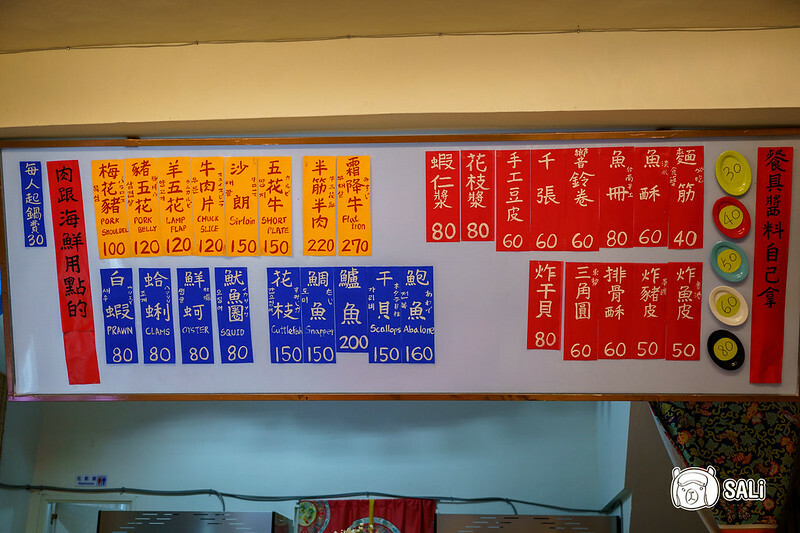 每人起鍋費30
肉跟海鮮用點的
梅花豬 PORK SHOULDER 100
豬五花 PORK BELLY 120
羊五花 LAMP FLAP 120
牛肉片 CHUCK SLICE 120
沙朗 Sirloin 150
五花牛 SHORT PLATE 150
半筋半肉 220
霜降牛 Flat Iron 270
白蝦 PRAWN 80
蛤蜊 CLAMS 80
鮮蚵 OYSTER 80
魷魚圈 SQUID 80
花枝 Cuttlefish 150
鯛魚 Snapper 150
鱸魚 200
干貝 Scallops 150
鮑魚 Abalone 160
蝦仁漿 80
花枝漿 80
手工豆皮 60
千張 60
響鈴卷 60
魚冊 80
魚酥 60
麵筋 40
炸干貝 80
三角圓 60
排骨酥 60
炸豬皮 50
炸魚皮 50
30
40
50
60
80
餐具醬料自己拿
SALi